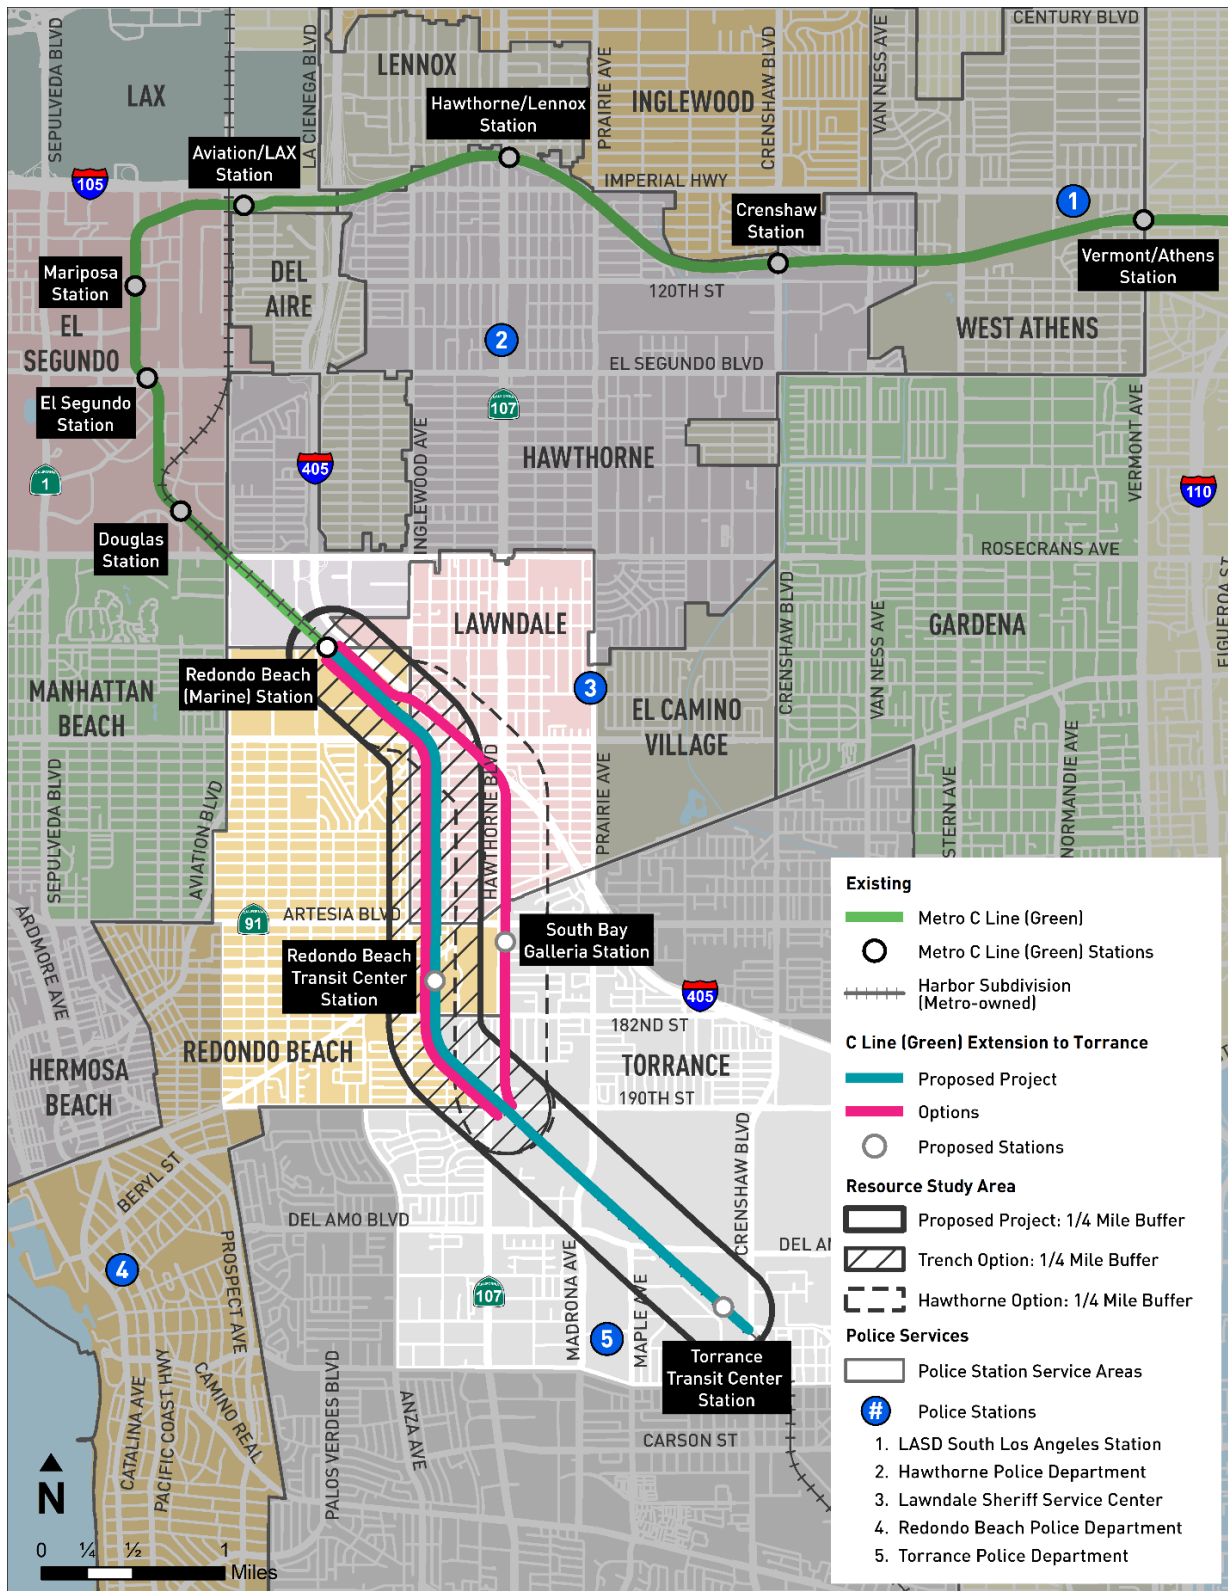 CENTURY BLVD
SEPULVEDA BLVD
LA CIENEGA BLVD
LENNOX
PRAIRIE AVE
CRENSHAW BLVD
VAN NESS AVE
LAX
INGLEWOOD
Hawthorne/Lennox
Station
Aviation/LAX
Station
105
IMPERIAL HWY
1
Crenshaw
Station
Vermont/Athens
Station
Mariposa
Station
DEL
AIRE
120TH ST
EL
SEGUNDO
2
WEST ATHENS
EL SEGUNDO BLVD
El Segundo
Station
CALIFORNIA
107
INGLEWOOD AVE
VERMONT AVE
HAWTHORNE
405
CALIFORNIA
1
110
Douglas
Station
ROSECRANS AVE
LAWNDALE
CRENSHAW BLVD
VAN NESS AVE
GARDENA
FIGUEROA ST
Redondo Beach
(Marine) Station
3
MANHATTAN
BEACH
EL CAMINO
VILLAGE
SEPULVEDA BLVD
AVIATION BLVD
HAWTHORNE BLVD
PRAIRIE AVE
STERN AVE
NORMANDIE AVE
ARDMORE AVE
CALIFORNIA
91
ARTESIA BLVD
South Bay
Galleria Station
Redondo Beach
Transit Center
Station
405
182ND ST
REDONDO BEACH
TORRANCE
HERMOSA
BEACH
190TH ST
BERYL ST
CRENSHAW BLVD
DEL AMO BLVD
DEL AM
PROSPECT AVE
4
CALIFORNIA
107
MADRONA AVE
MAPLE AVE
5
Torrance
Transit Center
Station
CATALINA AVE
PACIFIC COAST HWY
CAMINO REAL
PALOS VERDES BLVD
ANZA AVE
CARSON ST
N
0 ¼ ½ 1
Miles
Existing
Metro C Line (Green)
Metro C Line (Green) Stations
Harbor Subdivision
(Metro-owned)
C Line (Green) Extension to Torrance
Proposed Project
Options
Proposed Stations
Resource Study Area
Proposed Project: 1/4 Mile Buffer
Trench Option: 1/4 Mile Buffer
Hawthorne Option: 1/4 Mile Buffer
Police Services
Police Station Service Areas
# Police Stations
1. LASD South Los Angeles Station
2. Hawthorne Police Department
3. Lawndale Sheriff Service Center
4. Redondo Beach Police Department
5. Torrance Police Department